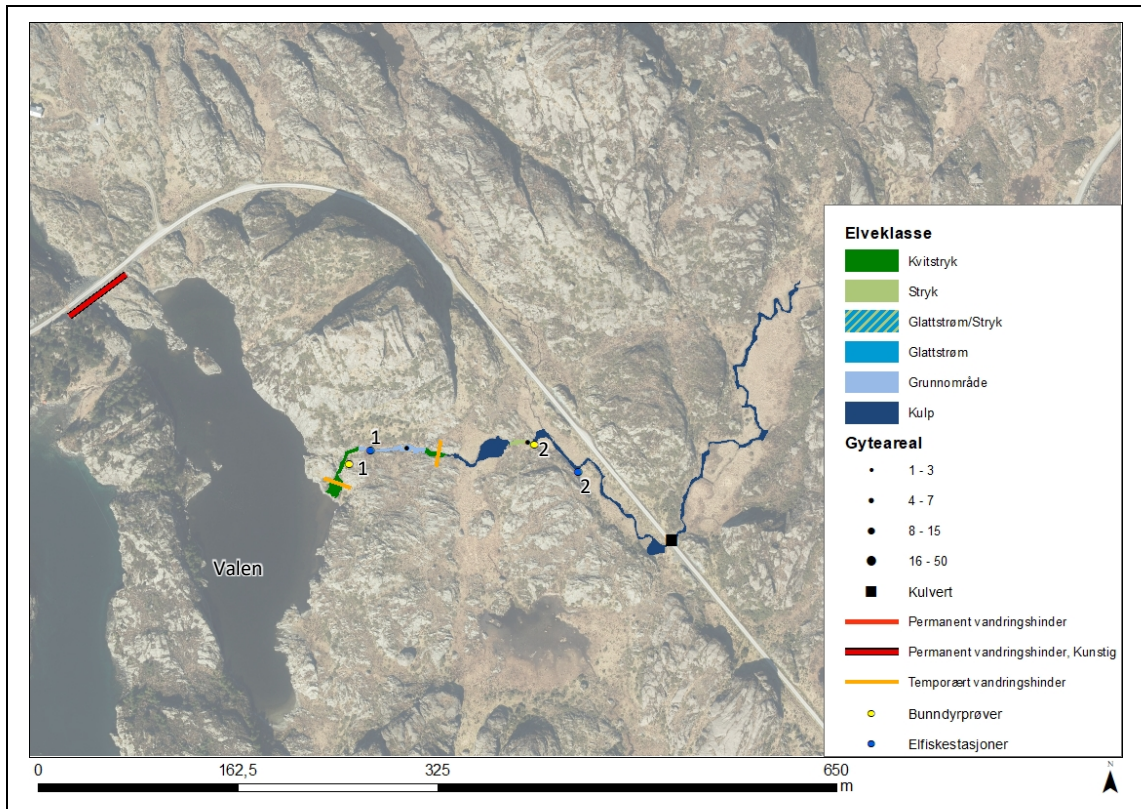 1
1
2
2
Valen
Elveklasse
Kvitstryk
Stryk
Glattstrøm/Stryk
Glattstrøm
Grunnområde
Kulp
Gyteareal
1 - 3
4 - 7
8 - 15
16 - 50
Kulvert
Permanent vandringshinder
Permanent vandringshinder, Kunstig
Temporært vandringshinder
Bunndyrprøver
Elfiskestasjoner
0 162,5 325 650
m
N